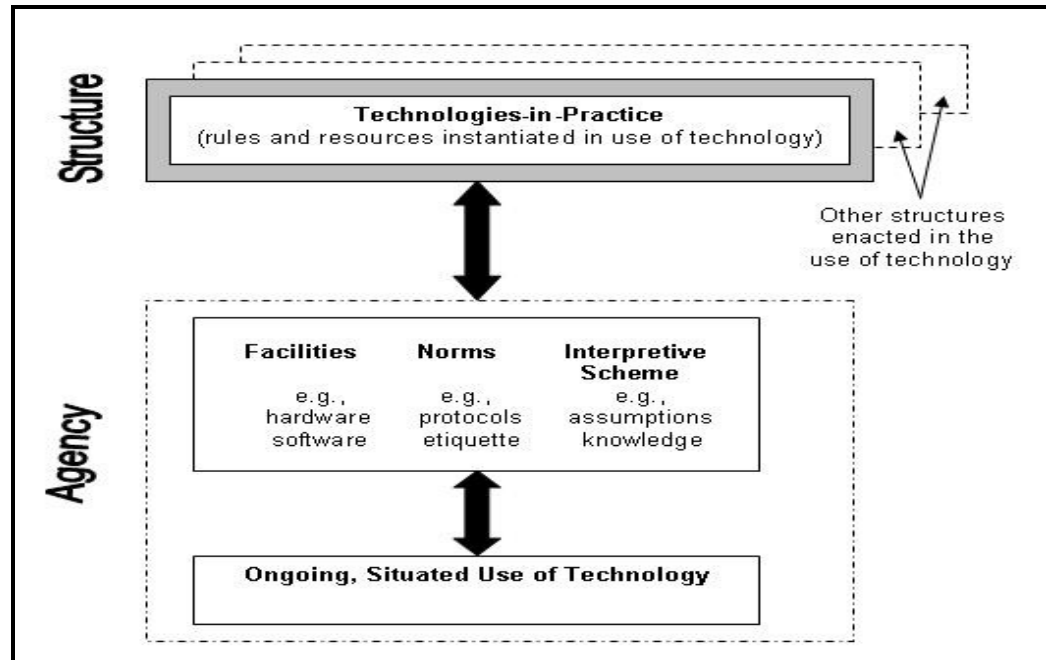 Structure
Technologies-in-Practice
(rules and resources instantiated in use of technology)
Other structures
enacted in the
use of technology
Agency
Facilities
e.g.,
hardware
software
Norms
e.g.,
protocols
etiquette
Interpretive
Scheme
e.g.,
assumptions
knowledge
Ongoing, Situated Use of Technology